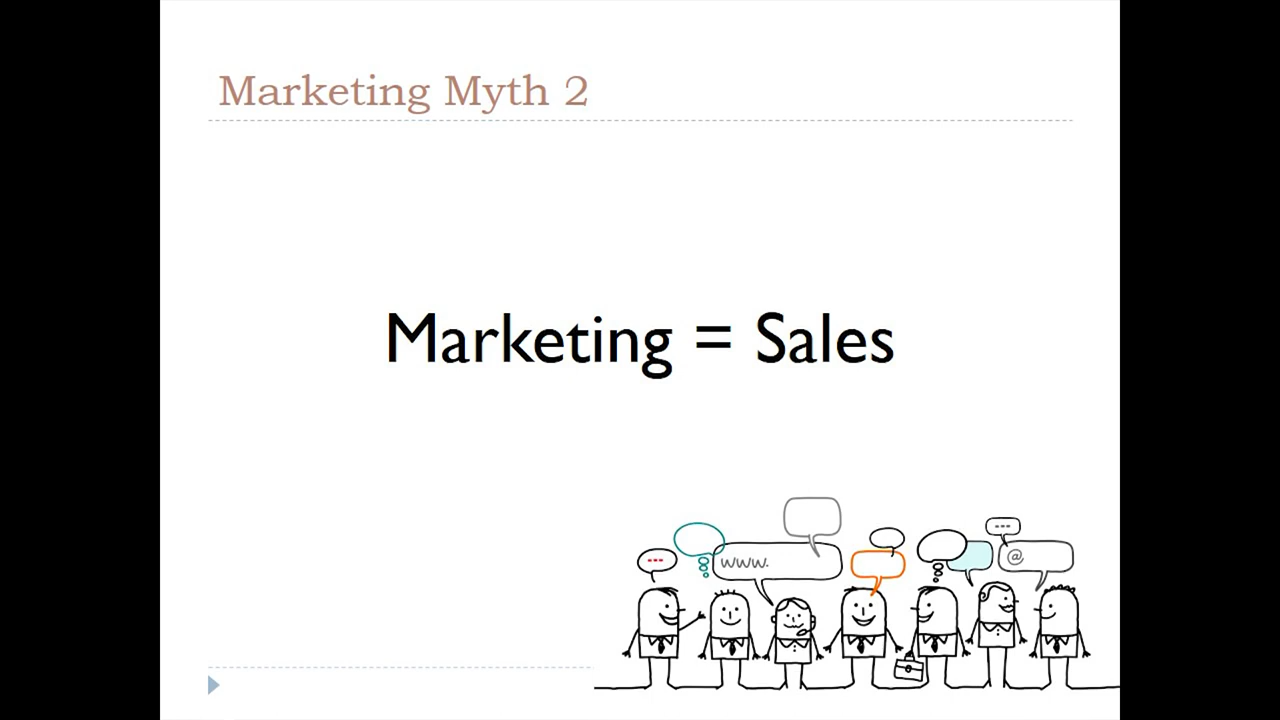 Marketing Myth 2
Marketing = Sales
---
---
www.
@